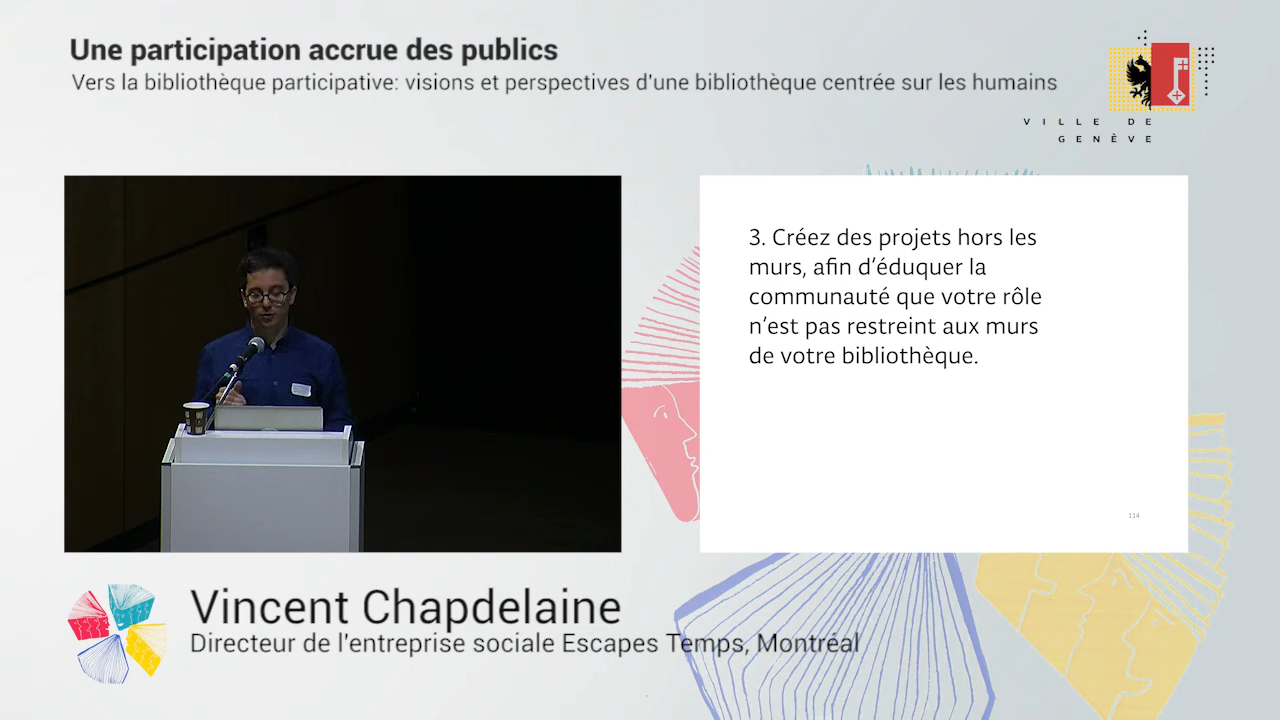 Une participation accrue des publics
Vers la bibliothèque participative: visions et perspectives d'une bibliothèque centrée sur les humains
VILLE DE
GENÈVE
3. Créez des projets hors les
murs, afin d'éduquer la
communauté que votre rôle
n'est pas restreint aux murs
de votre bibliothèque.
114
Vincent Chapdelaine
Directeur de l'entreprise sociale Escapes Temps, Montréal